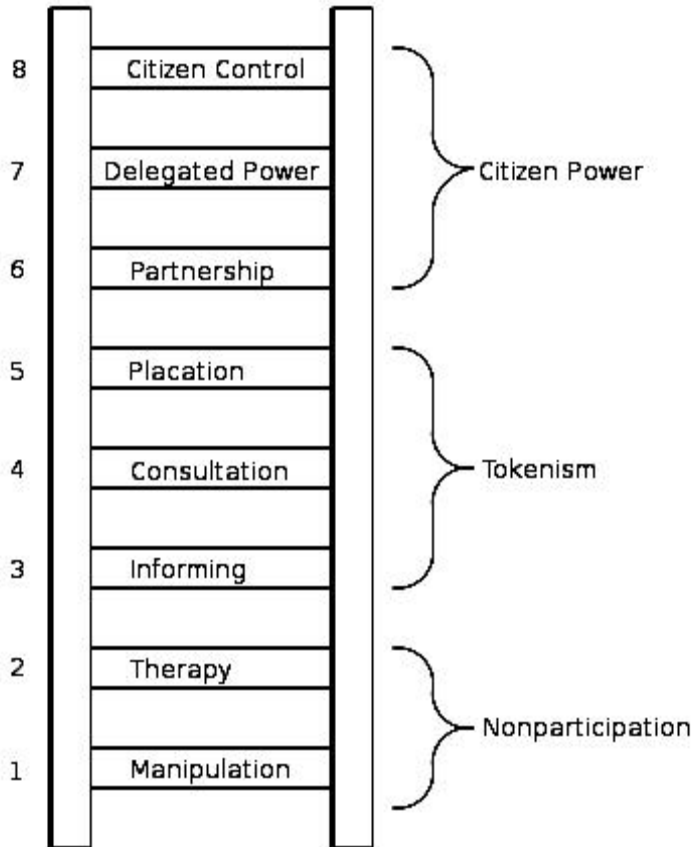 8 Citizen Control
7 Delegated Power Citizen Power
6 Partnership
5 Placation
4 Consultation Tokenism
3 Informing
2 Therapy
Nonparticipation
1 Manipulation